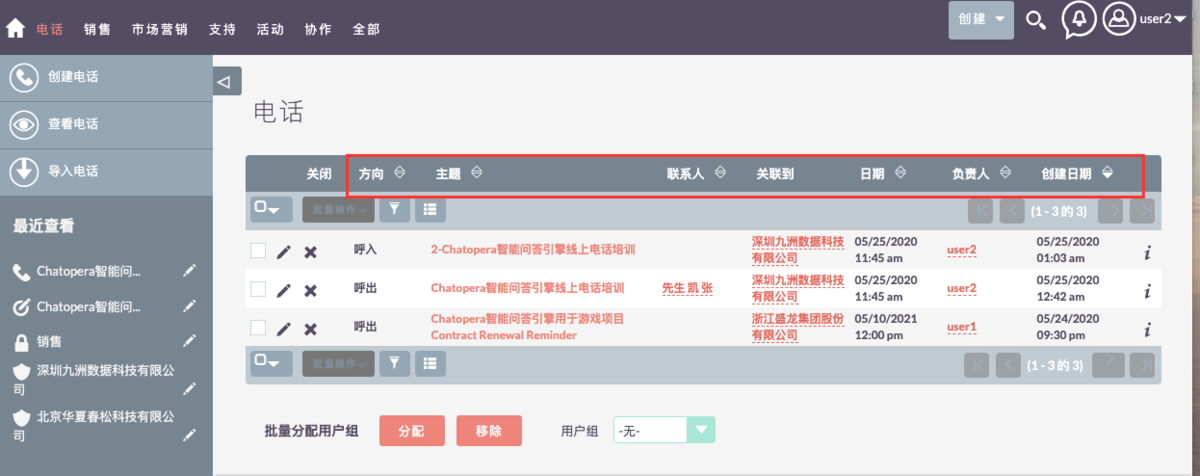 电话 销售 市场营销 支持 活动 协作 全部 创建 user2
创建电话
查看电话
导入电话
最近查看
Chatopera智能问...
Chatopera智能问...
销售
深圳九洲数据科技有限公
司
北京华夏春松科技有限公
司
电话
关闭 方向 主题 联系人 关联到 日期 负责人 创建日期
批量操作 (1 - 3 的 3)
呼入 2-Chatopera智能问答引擎线上电话培训 深圳九洲数据科技 05/25/2020 user2 05/25/2020
有限公司 11:45 am 01:03 am
呼出 Chatopera智能问答引擎线上电话培训 先生 凯 张 深圳九洲数据科技 05/25/2020 user2 05/25/2020
有限公司 11:45 am 12:42 am
呼出 Chatopera智能问答引擎用于游戏项目 浙江盛龙集团股份 05/10/2021 user1 05/24/2020
Contract Renewal Reminder 有限公司 12:00 pm 09:30 pm
批量操作 (1 - 3 的 3)
批量分配用户组 分配 移除 用户组 -无-